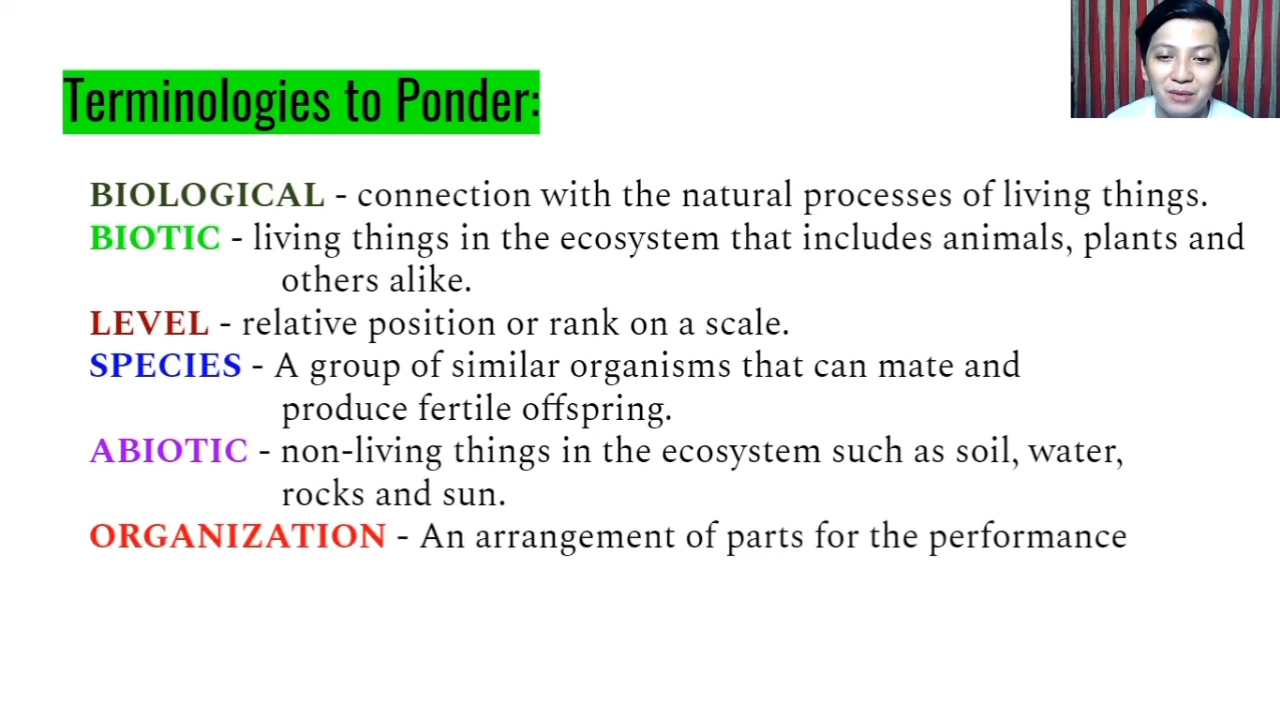 Terminologies to Ponder:
BIOLOGICAL - connection with the natural processes of living things.
BIOTIC - living things in the ecosystem that includes animals, plants and
others alike.
LEVEL - relative position or rank on a scale.
SPECIES - A group of similar organisms that can mate and
produce fertile offspring.
ABIOTIC - non-living things in the ecosystem such as soil, water,
rocks and sun.
ORGANIZATION - An arrangement of parts for the performance